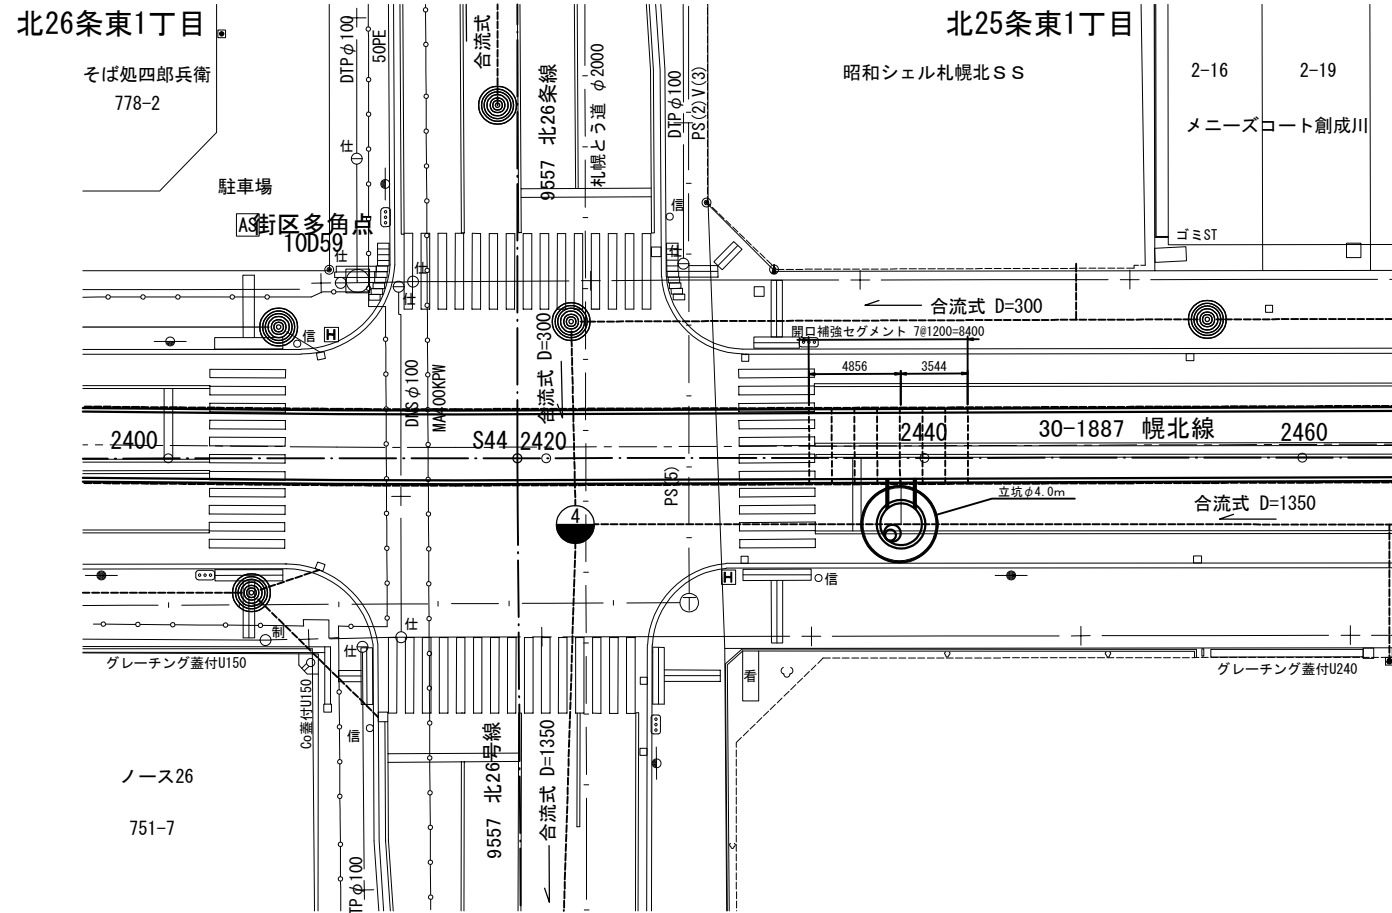 北26条東1丁目
北25条東1丁目
そば処四郎兵衛
778-2
DTPφ100
50PE
合流式
9557 北26条線
札幌とう道 φ2000
DTPφ100
PS(2)V(3)
昭和シェル札幌北SS
2-16
2-19
メニーズコート創成川
仕
駐車場
信
AS
街区多角点
10D59
仕
仕
仕
仕
ゴミST
信
H
合流式 D=300
合流式 D=300
開口補強セグメント 7@1200=8400
4856
3544
DMSφ100
MA400KPW
2400
S44
2420
2440
30-1887 幌北線
2460
PS(5)
立坑φ4.0m
合流式 D=1350
4
H
信
制
仕
仕
グレーチング蓋付U150
Co蓋付U150
看
グレーチング蓋付U240
信
9557 北26号線
合流式 D=1350
ノース26
751-7
TPφ100